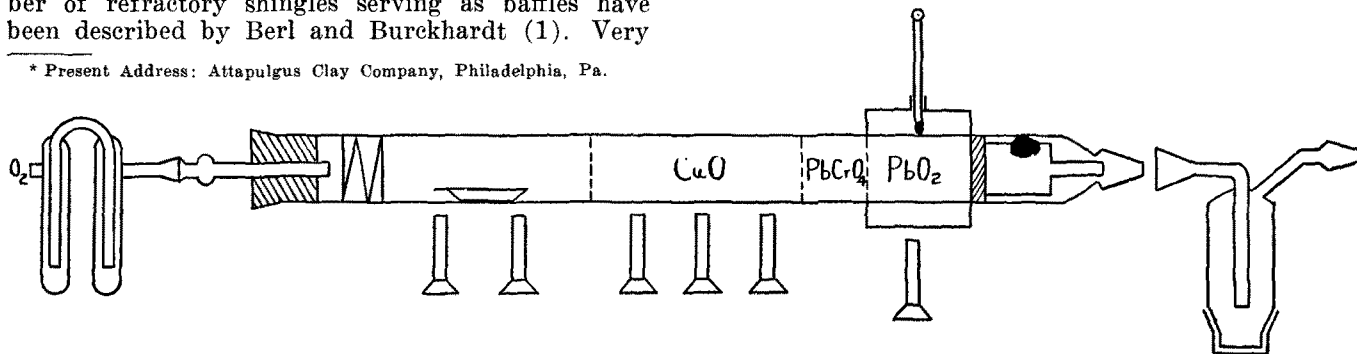 ber of refractory shingles serving as baffles have
been described by Berl and Burckhardt (1). Very
* Present Address: Attapulgus Clay Company, Philadelphia, Pa.
O₂ CuO PbCrO₄ PbO₂